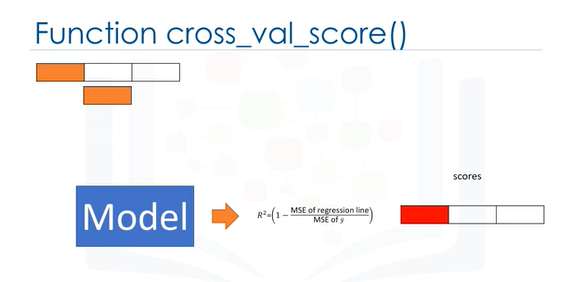 Function cross_val_score()
scores
Model
R²=(1 − MSE of regression line / MSE of ȳ)